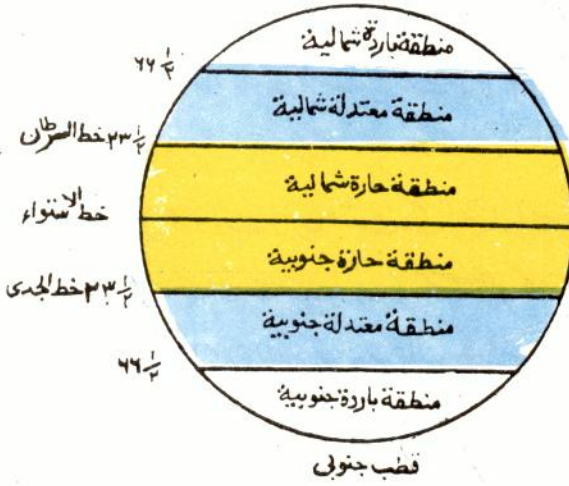 منطقة باردة شمالية
٦٦ ١/٢
منطقة معتدلة شمالية
٢٣ ١/٢ خط السرطان
منطقة حارة شمالية
خط الاستواء
منطقة حارة جنوبية
٢٣ ١/٢ خط الجدى
منطقة معتدلة جنوبية
٦٦ ١/٢
منطقة باردة جنوبية
قطب جنوبي